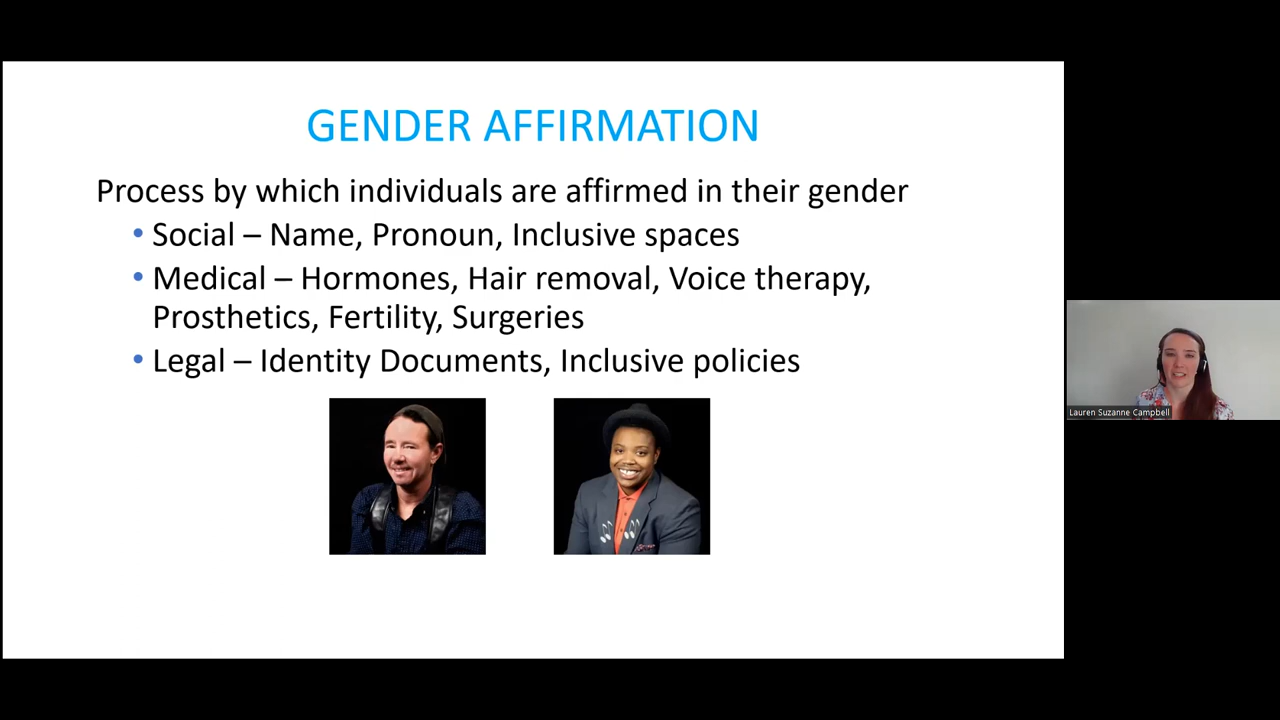 GENDER AFFIRMATION
Process by which individuals are affirmed in their gender
• Social – Name, Pronoun, Inclusive spaces
• Medical – Hormones, Hair removal, Voice therapy,
Prosthetics, Fertility, Surgeries
• Legal – Identity Documents, Inclusive policies
Lauren Suzanne Campbell